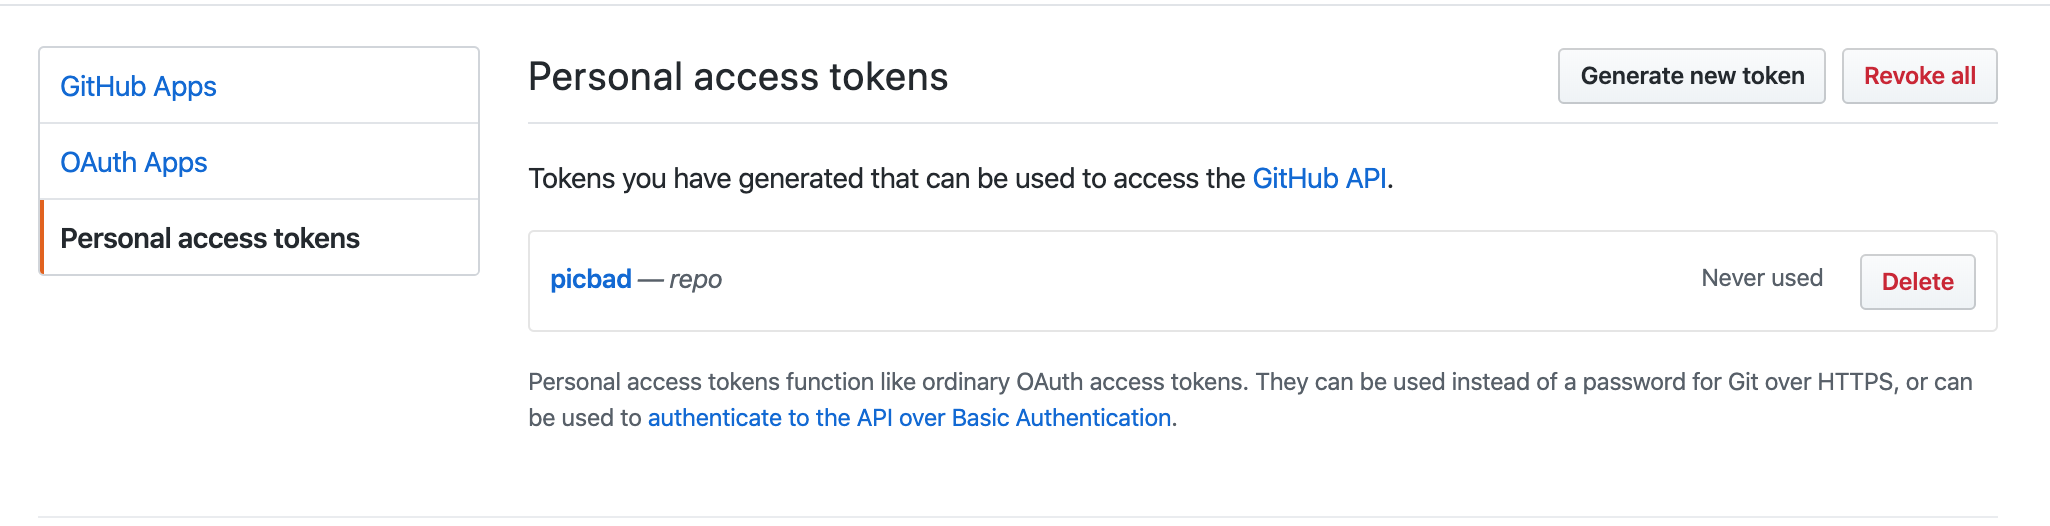 GitHub Apps
OAuth Apps
Personal access tokens
Personal access tokens
Generate new token
Revoke all
Tokens you have generated that can be used to access the GitHub API.
picbad — repo
Never used
Delete
Personal access tokens function like ordinary OAuth access tokens. They can be used instead of a password for Git over HTTPS, or can
be used to authenticate to the API over Basic Authentication.